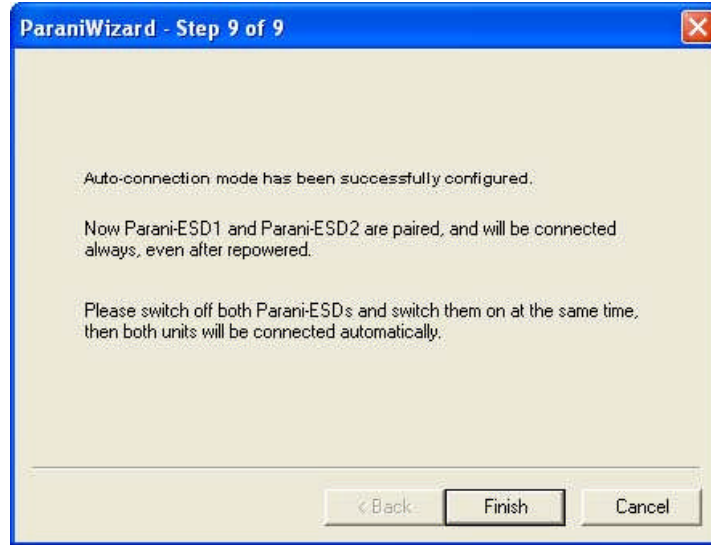 ParaniWizard - Step 9 of 9
Auto-connection mode has been successfully configured.
Now Parani-ESD1 and Parani-ESD2 are paired, and will be connected
always, even after repowered.
Please switch off both Parani-ESDs and switch them on at the same time,
then both units will be connected automatically.
< Back
Finish
Cancel